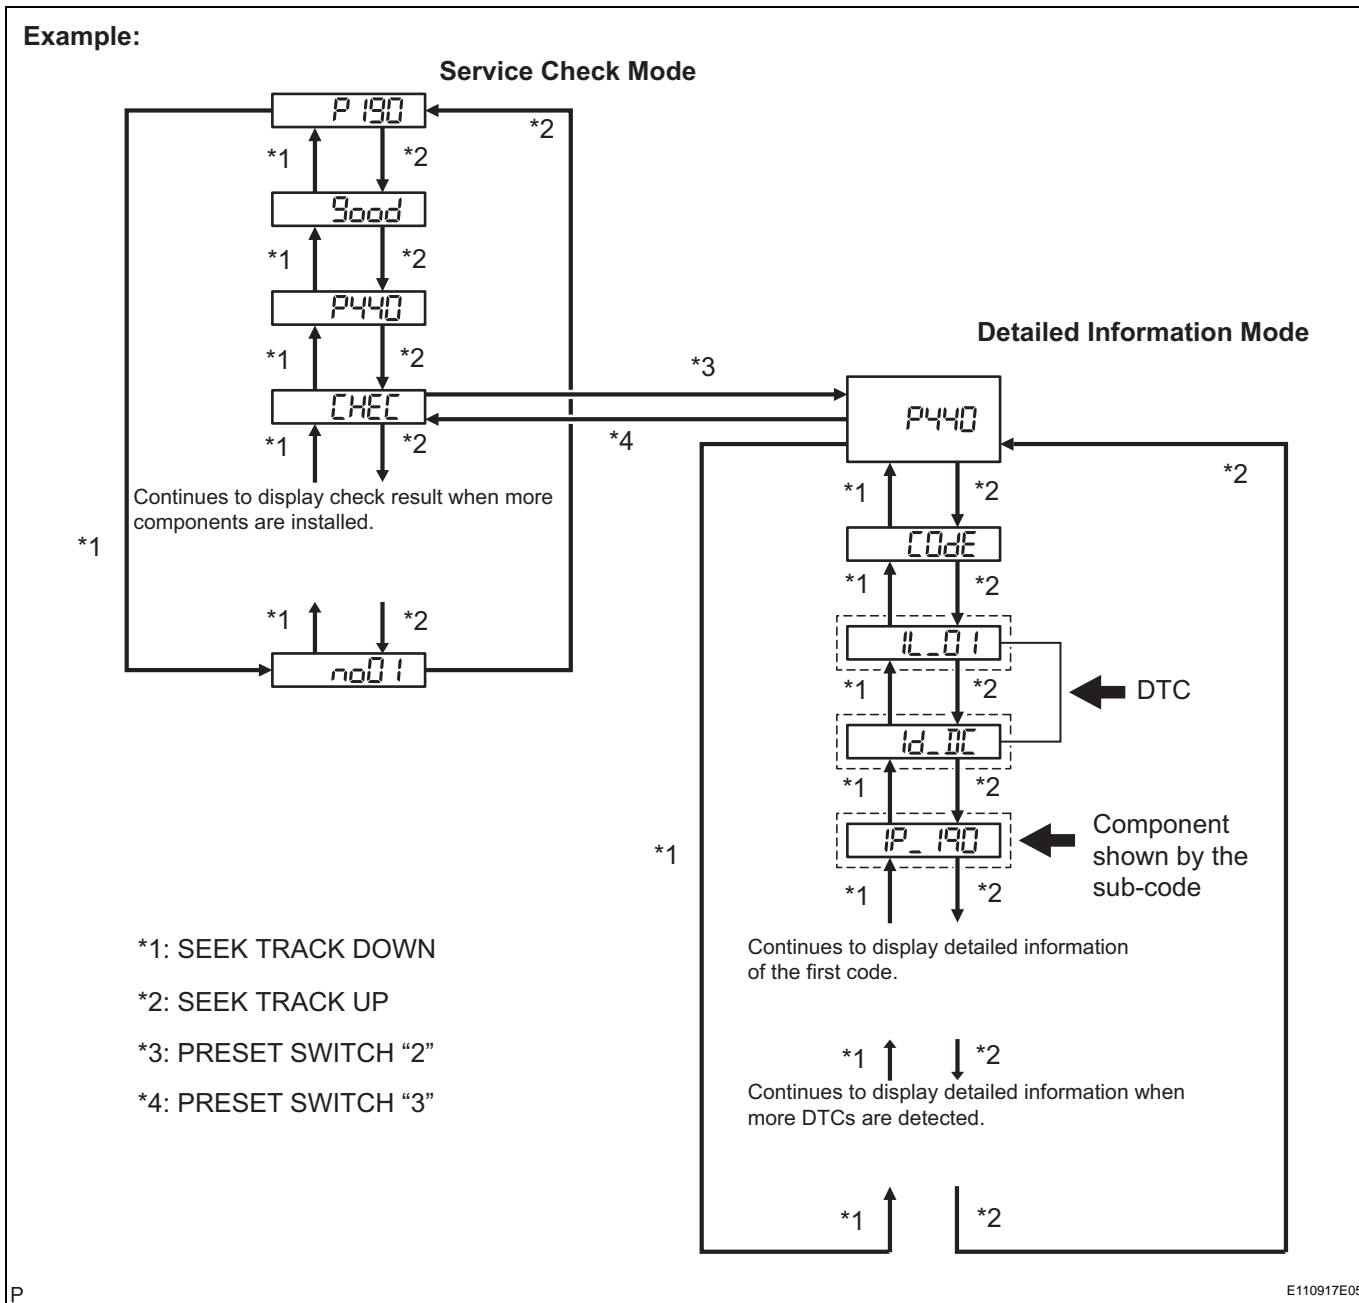 Example:
Service Check Mode
P190
*2
*1
*2
good
*1
*2
P440
*1
*2
CHEC
*3
*4
*1
*2
Continues to display check result when more
components are installed.
*1
*1
*2
no01
Detailed Information Mode
P440
*2
*1
*2
COdE
*1
*2
1L_01
*1
*2
DTC
1d_DC
*1
*2
1P_190
Component
shown by the
sub-code
*1
*1
*2
Continues to display detailed information
of the first code.
*1
*2
Continues to display detailed information when
more DTCs are detected.
*1
*2
*1: SEEK TRACK DOWN
*2: SEEK TRACK UP
*3: PRESET SWITCH “2”
*4: PRESET SWITCH “3”
P
E110917E05